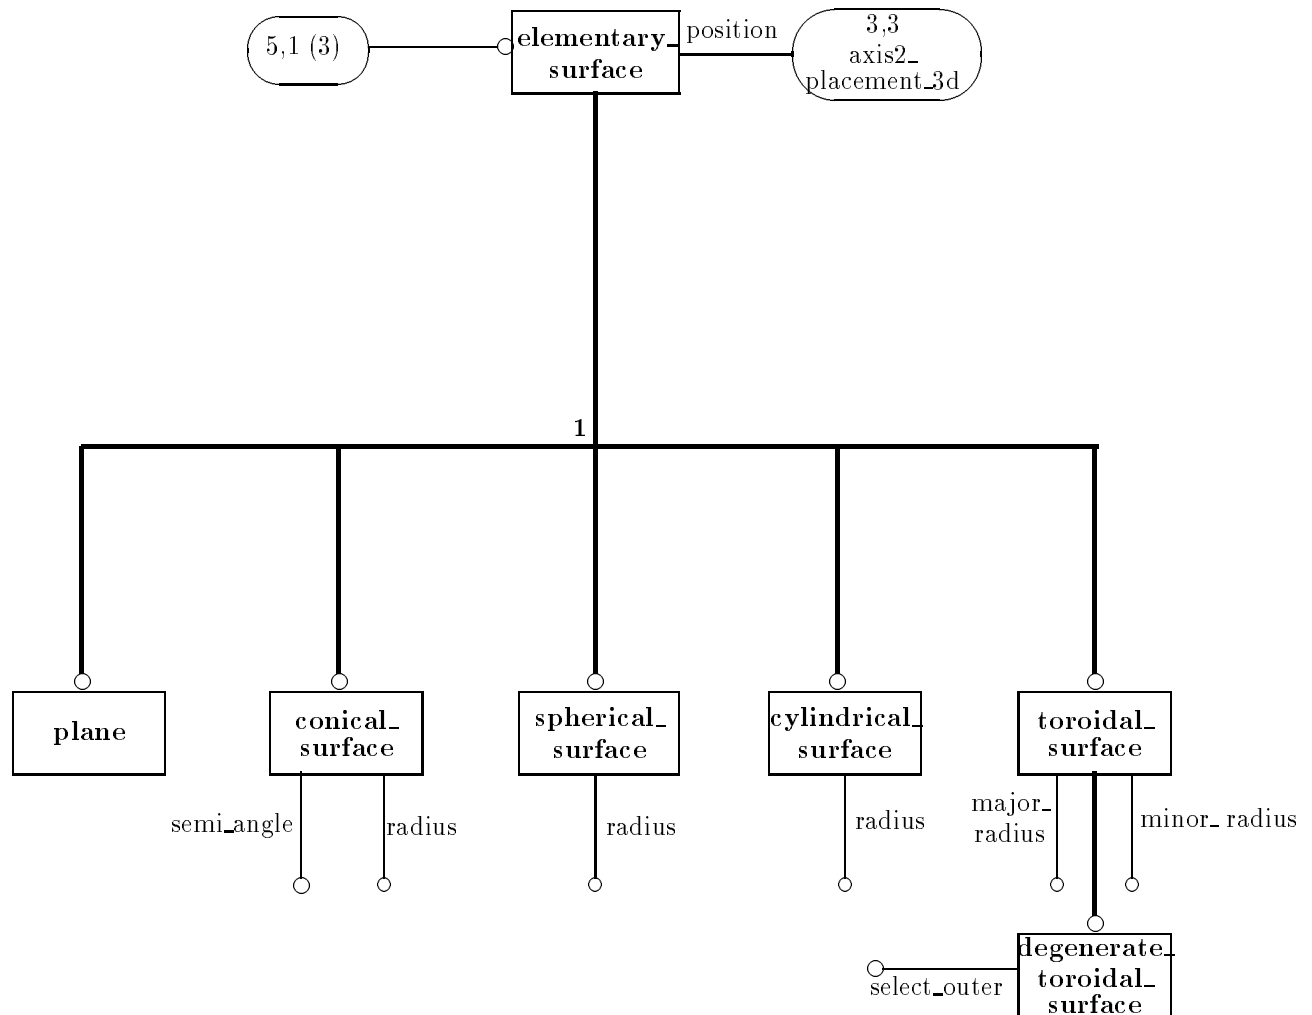 5,1 (3)
elementary_
surface
position
3,3
axis2_
placement_3d
1
plane
conical_
surface
spherical_
surface
cylindrical_
surface
toroidal_
surface
semi_angle
radius
radius
radius
major_
radius
minor_ radius
degenerate_
toroidal_
surface
select_outer